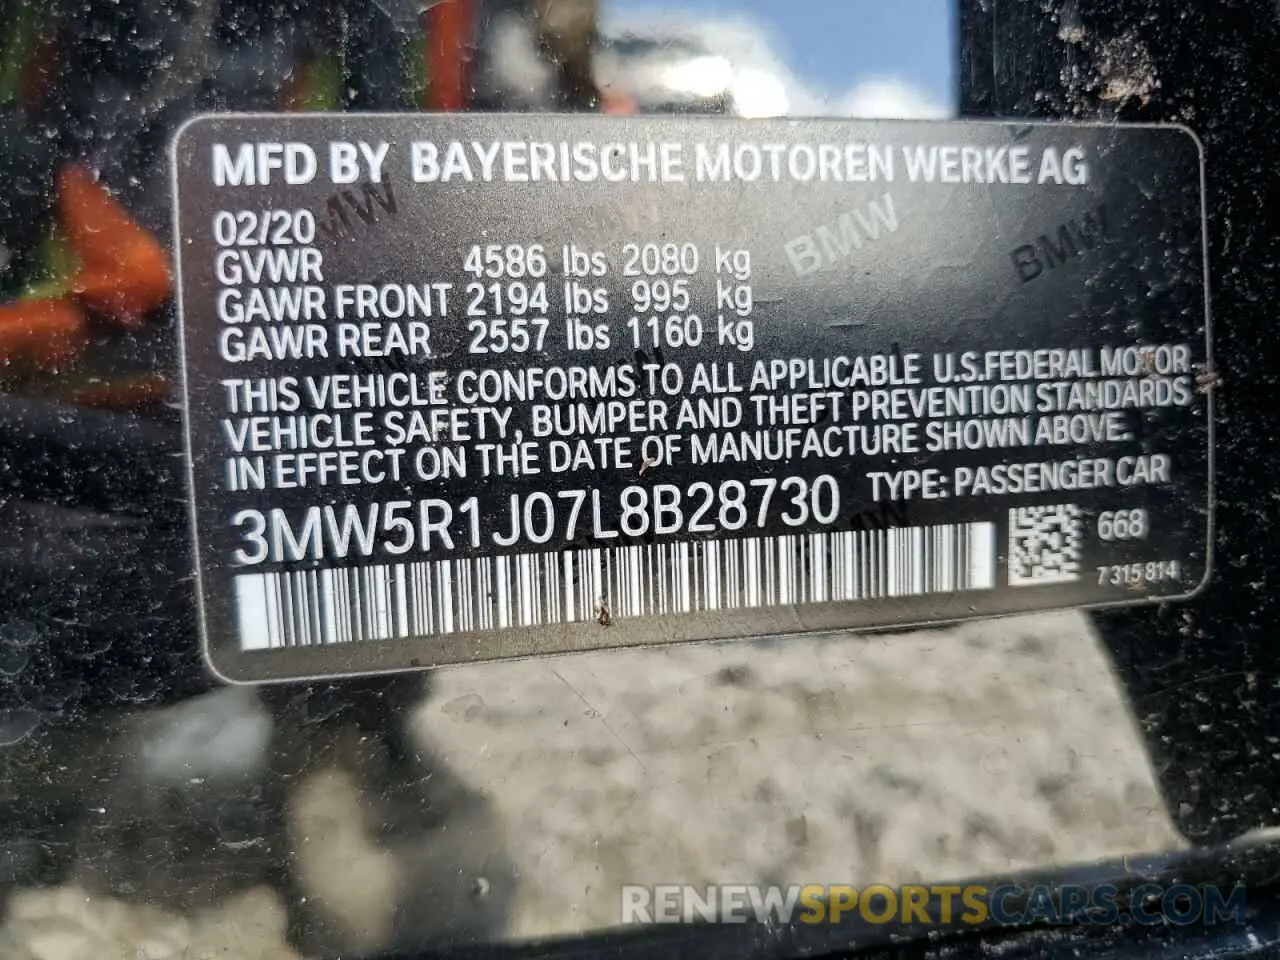 MFD BY BAYERISCHE MOTOREN WERKE AG
02/20
GVWR 4586 lbs 2080 kg
GAWR FRONT 2194 lbs 995 kg
GAWR REAR 2557 lbs 1160 kg
THIS VEHICLE CONFORMS TO ALL APPLICABLE U.S.FEDERAL MOTOR
VEHICLE SAFETY, BUMPER AND THEFT PREVENTION STANDARDS
IN EFFECT ON THE DATE OF MANUFACTURE SHOWN ABOVE.
3MW5R1J07L8B28730 TYPE: PASSENGER CAR
668
7 315 814
BMW
BMW
BMW
RENEWSPORTSCARS.COM